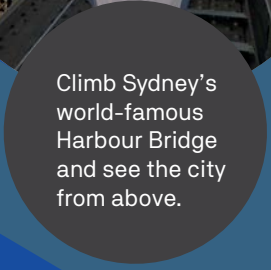 Climb Sydney's
world-famous
Harbour Bridge
and see the city
from above.